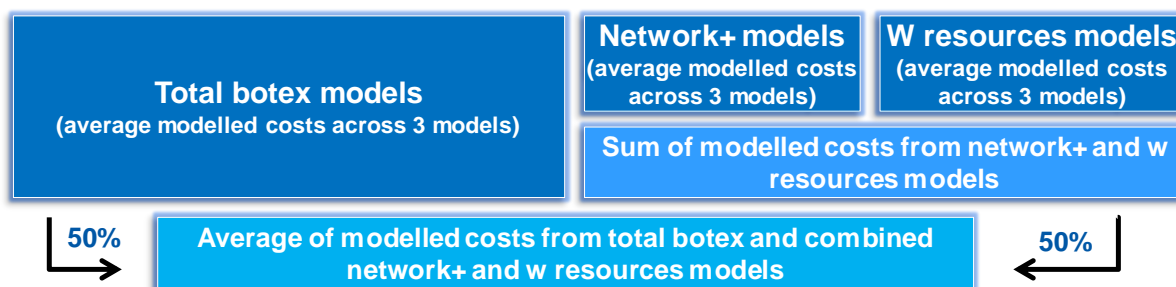 Total botex models
(average modelled costs across 3 models)
Network+ models
(average modelled costs
across 3 models)
W resources models
(average modelled costs
across 3 models)
Sum of modelled costs from network+ and w
resources models
50%
Average of modelled costs from total botex and combined
network+ and w resources models
50%